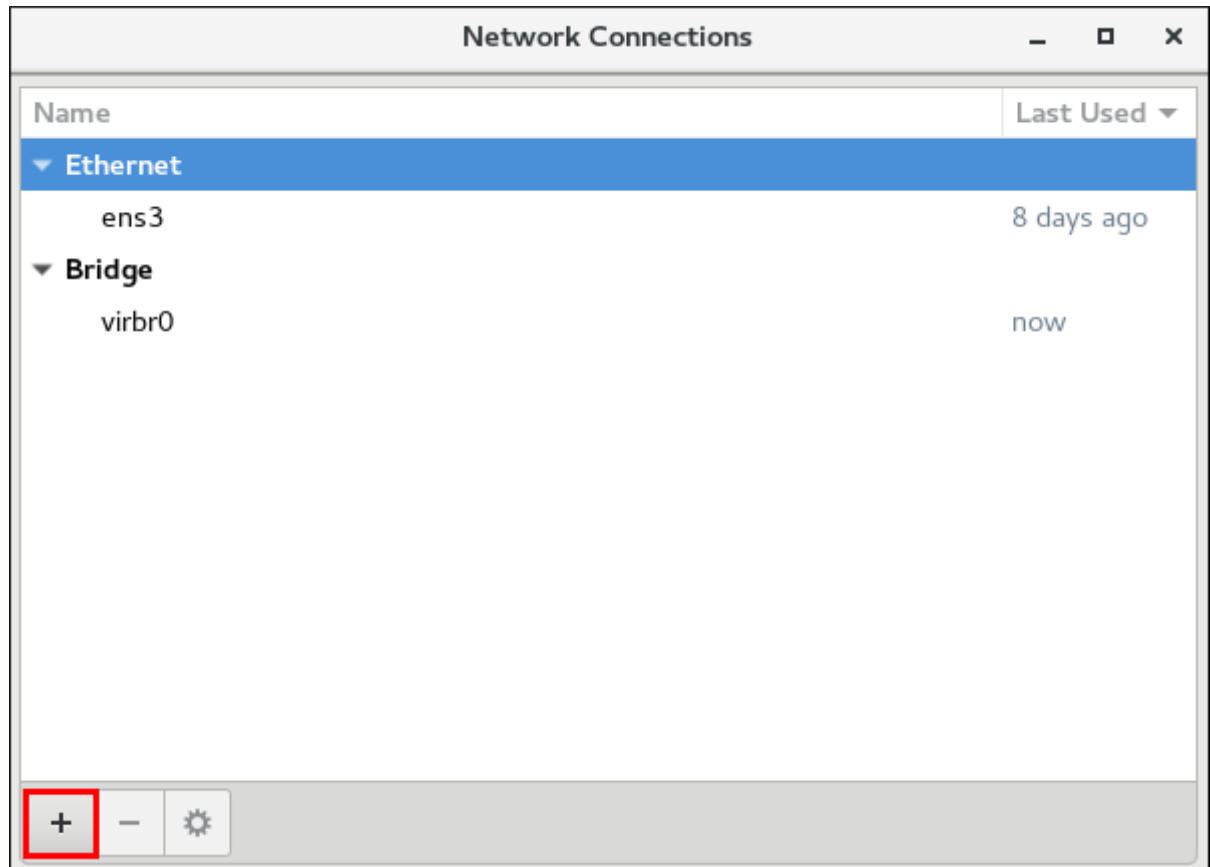 Network Connections
Name Last Used
Ethernet
ens3 8 days ago
Bridge
virbr0 now